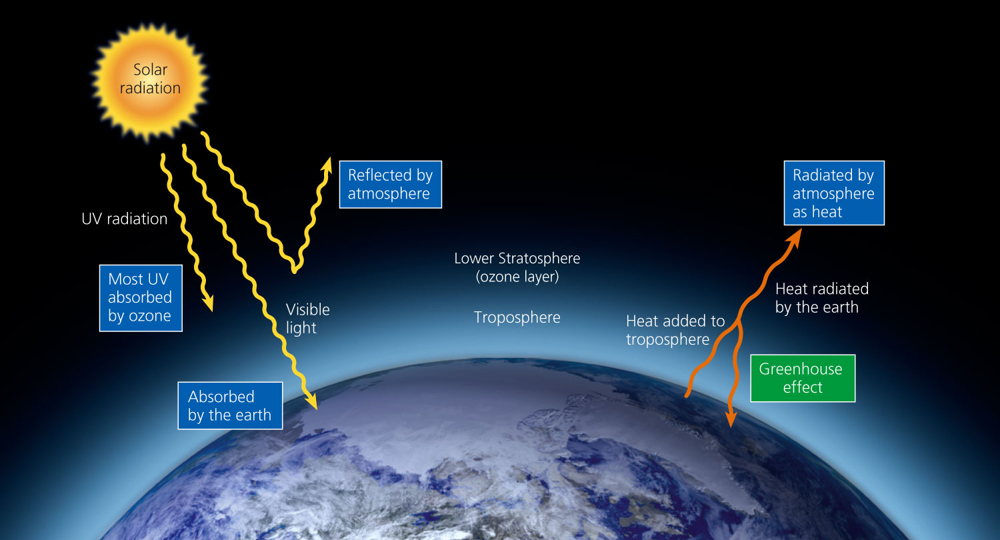 Solar
radiation
Reflected by
atmosphere
Radiated by
atmosphere
as heat
UV radiation
Most UV
absorbed
by ozone
Visible
light
Lower Stratosphere
(ozone layer)
Troposphere
Heat added to
troposphere
Heat radiated
by the earth
Greenhouse
effect
Absorbed
by the earth